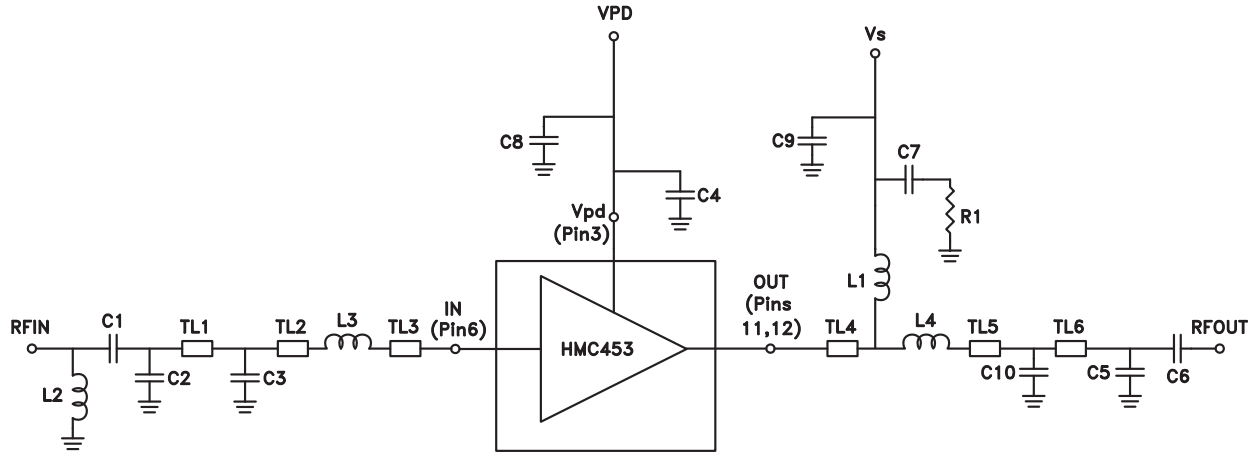 VPD
Vs
C8
C9
C7
C4
R1
Vpd
(Pin3)
L1
OUT
(Pins
11,12)
IN
(Pin6)
RFIN
C1
TL1
TL2
L3
TL3
HMC453
TL4
L4
TL5
TL6
RFOUT
L2
C2
C3
C10
C5
C6